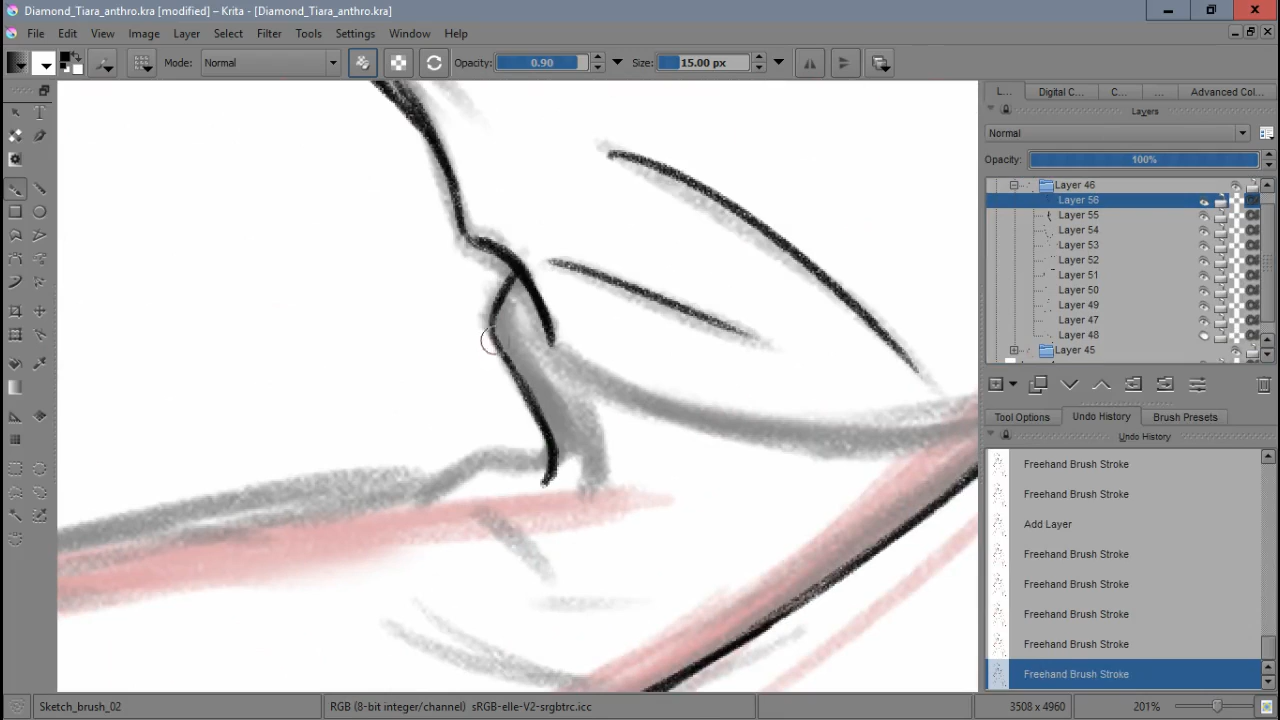 Diamond_Tiara_anthro.kra [modified] – Krita - [Diamond_Tiara_anthro.kra]
File Edit View Image Layer Select Filter Tools Settings Window Help
Mode: Normal Opacity: 0.90 Size: 15.00 px
L... Digital C... C... ... Advanced Col...
Layers
Normal
Opacity: 100%
Layer 46
Layer 56
Layer 55
Layer 54
Layer 53
Layer 52
Layer 51
Layer 50
Layer 49
Layer 47
Layer 48
Layer 45
Tool Options Undo History Brush Presets
Undo History
Freehand Brush Stroke
Freehand Brush Stroke
Add Layer
Freehand Brush Stroke
Freehand Brush Stroke
Freehand Brush Stroke
Freehand Brush Stroke
Freehand Brush Stroke
Sketch_brush_02 RGB (8-bit integer/channel) sRGB-elle-V2-srgbtrc.icc 3508 x 4960 201%